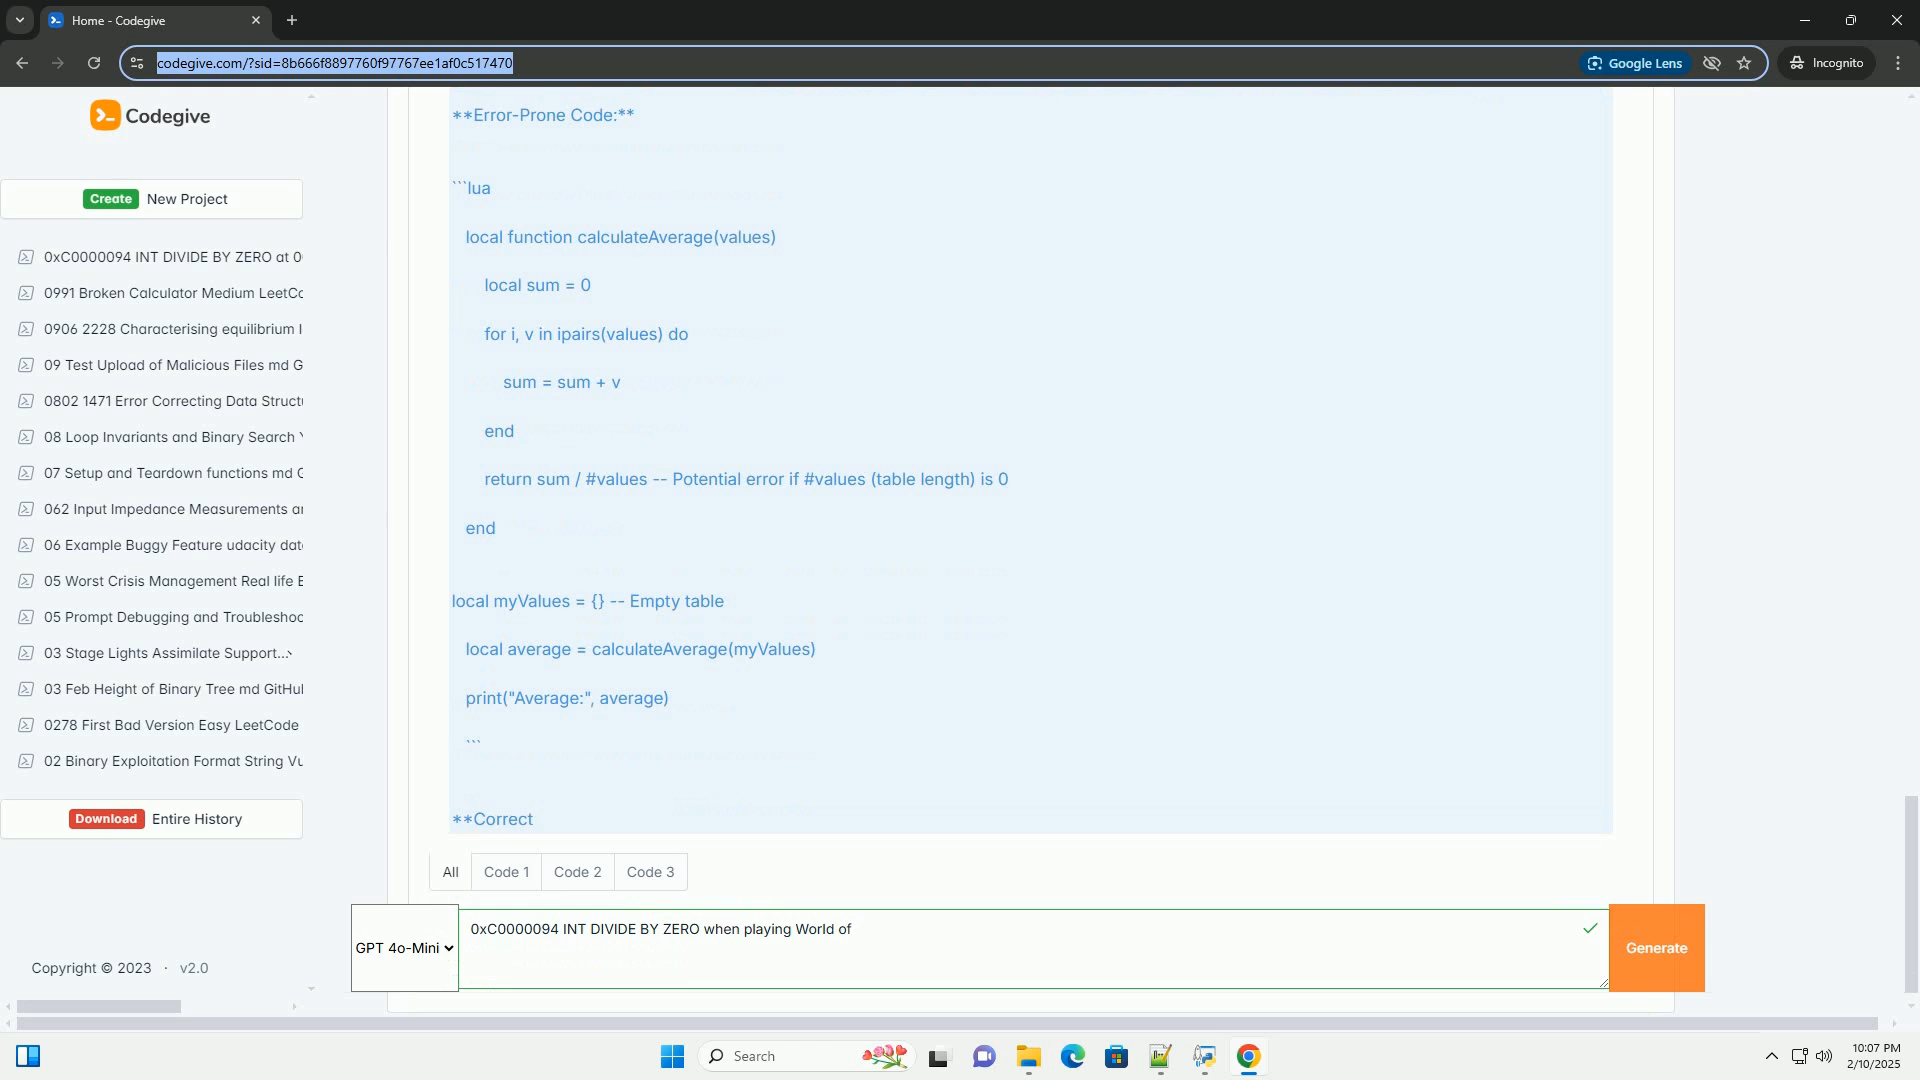 Home - Codegive
codegive.com/?sid=8b666f8897760f97767ee1af0c517470
Google Lens
Incognito
Codegive
Create New Project
0xC0000094 INT DIVIDE BY ZERO at 0
0991 Broken Calculator Medium LeetCo
0906 2228 Characterising equilibrium I
09 Test Upload of Malicious Files md G
0802 1471 Error Correcting Data Structu
08 Loop Invariants and Binary Search Y
07 Setup and Teardown functions md G
062 Input Impedance Measurements an
06 Example Buggy Feature udacity data
05 Worst Crisis Management Real life E
05 Prompt Debugging and Troubleshoo
03 Stage Lights Assimilate Support...
03 Feb Height of Binary Tree md GitHub
0278 First Bad Version Easy LeetCode
02 Binary Exploitation Format String Vu
Download Entire History
Copyright © 2023 · v2.0
**Error-Prone Code:**
```lua
local function calculateAverage(values)
local sum = 0
for i, v in ipairs(values) do
sum = sum + v
end
return sum / #values -- Potential error if #values (table length) is 0
end
local myValues = {} -- Empty table
local average = calculateAverage(myValues)
print("Average:", average)
```
**Correct
All
Code 1
Code 2
Code 3
GPT 4o-Mini
0xC0000094 INT DIVIDE BY ZERO when playing World of
Generate
Search
10:07 PM
2/10/2025